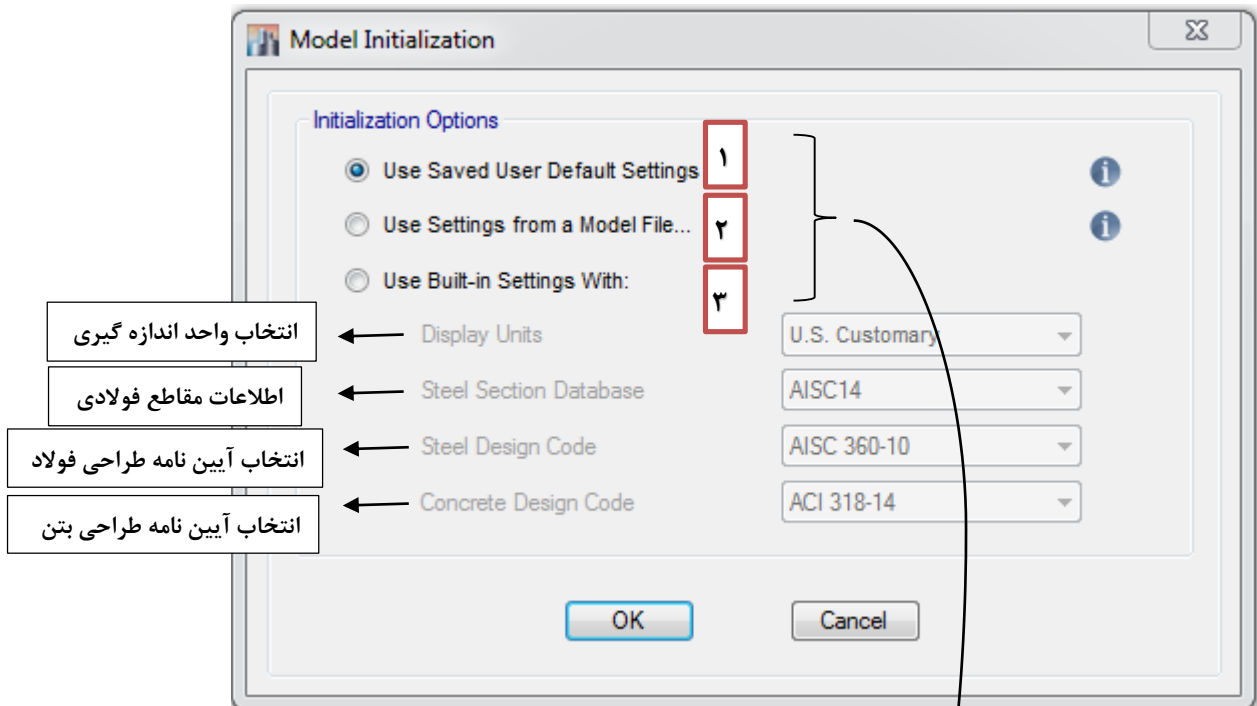 Model Initialization
Initialization Options
Use Saved User Default Settings
۱
Use Settings from a Model File...
۲
Use Built-in Settings With:
۳
انتخاب واحد اندازه گیری
Display Units
U.S. Customary
اطلاعات مقاطع فولادی
Steel Section Database
AISC14
انتخاب آیین نامه طراحی فولاد
Steel Design Code
AISC 360-10
انتخاب آیین نامه طراحی بتن
Concrete Design Code
ACI 318-14
OK
Cancel